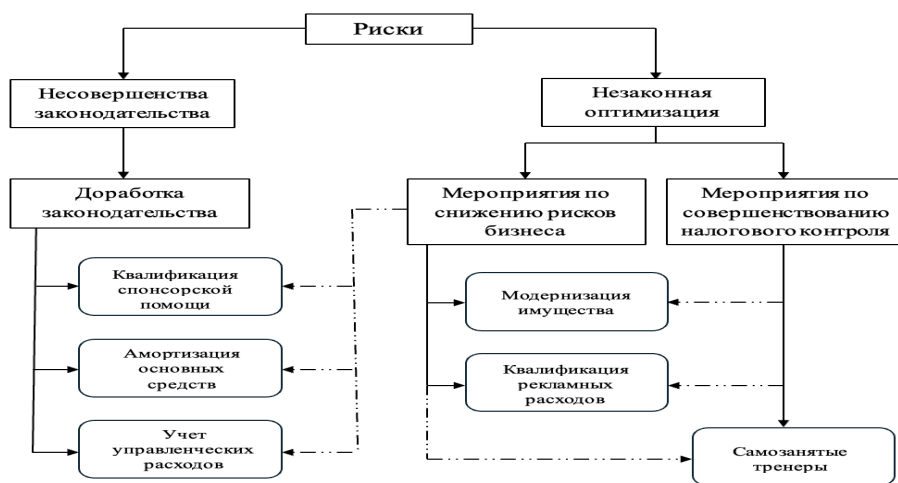 Риски
Несовершенства
законодательства
Незаконная
оптимизация
Доработка
законодательства
Мероприятия по
снижению рисков
бизнеса
Мероприятия по
совершенствованию
налогового контроля
Квалификация
спонсорской
помощи
Модернизация
имущества
Амортизация
основных
средств
Квалификация
рекламных
расходов
Учет
управленческих
расходов
Самозанятые
тренеры